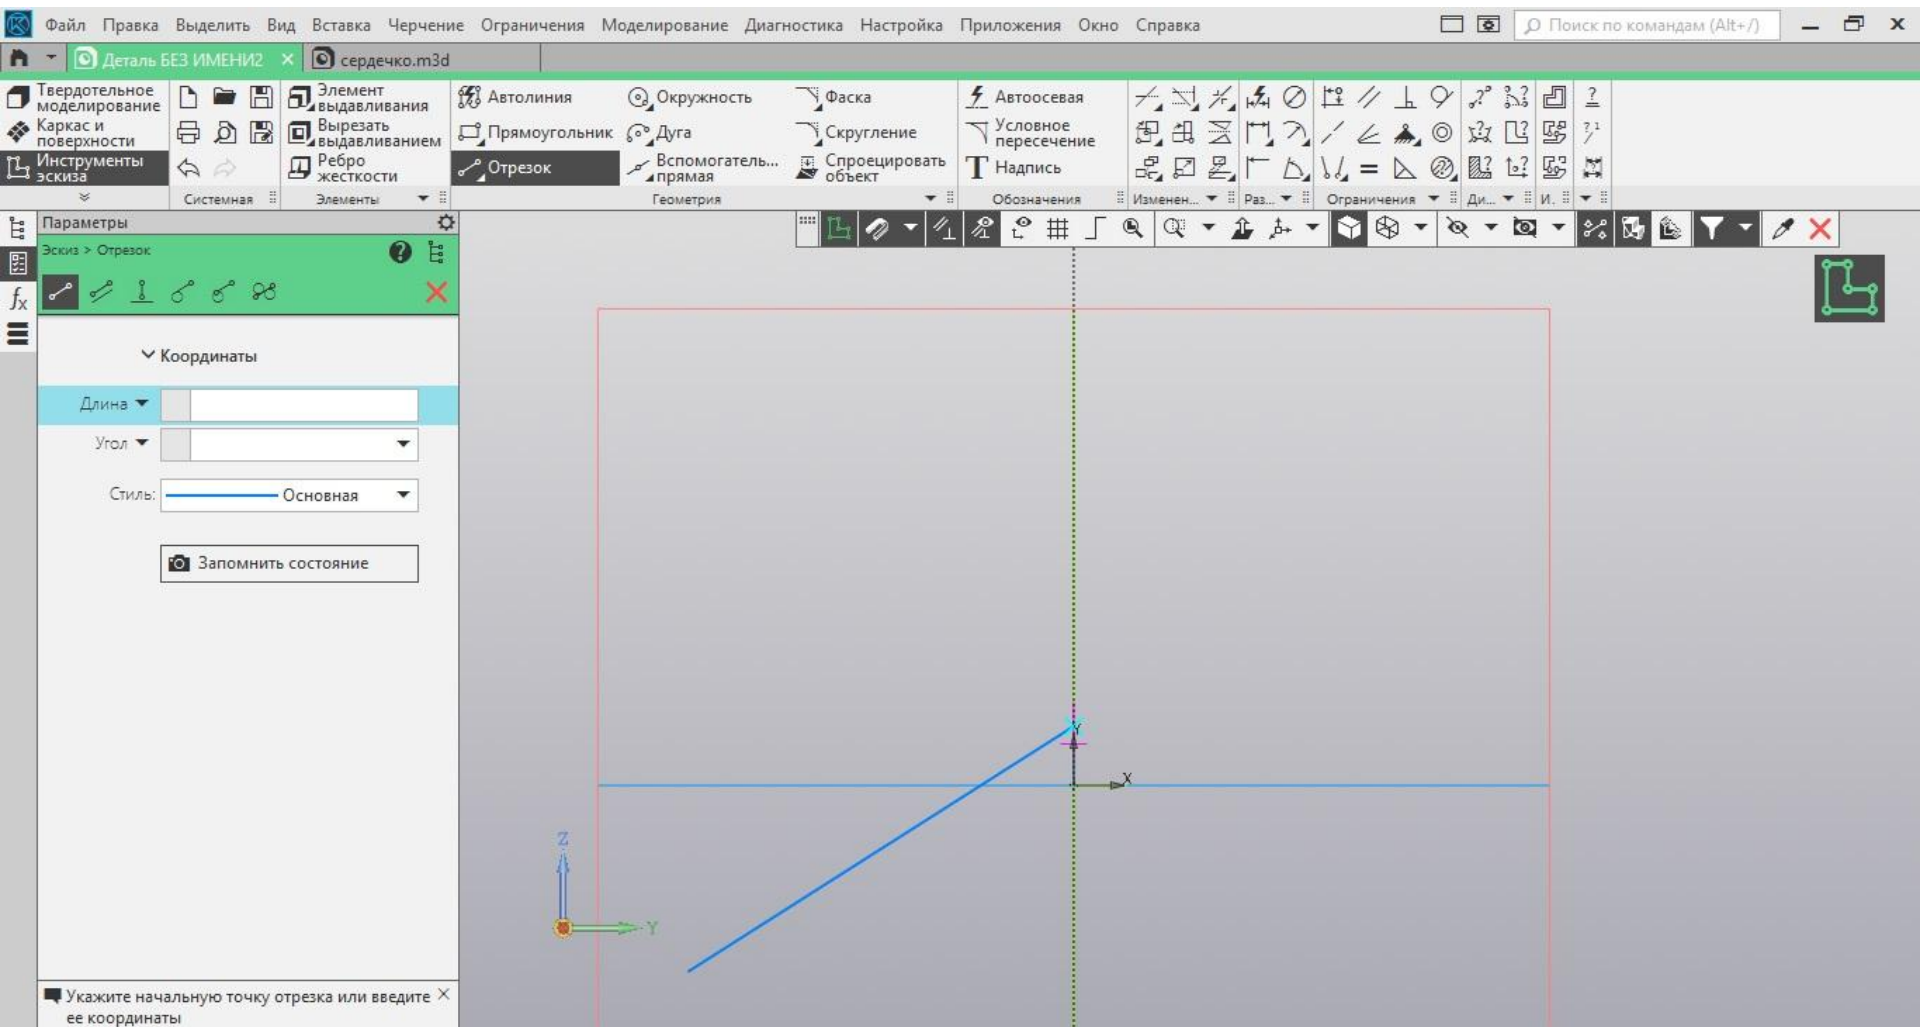 Файл Правка Выделить Вид Вставка Черчение Ограничения Моделирование Диагностика Настройка Приложения Окно Справка
Поиск по командам (Alt+/)
Деталь БЕЗ ИМЕНИ2
сердечко.m3d
Твердотельное
моделирование
Каркас и
поверхности
Инструменты
эскиза
Системная
Элемент
выдавливания
Вырезать
выдавливанием
Ребро
жесткости
Элементы
Автолиния
Прямоугольник
Отрезок
Окружность
Дуга
Вспомогатель...
прямая
Фаска
Скругление
Спроецировать
объект
Геометрия
Автоосевая
Условное
пересечение
Надпись
Обозначения
Изменен...
Раз...
Ограничения
Ди...
И.
Параметры
Эскиз > Отрезок
Координаты
Длина
Угол
Стиль:
Основная
Запомнить состояние
Y
X
Z
Y
Укажите начальную точку отрезка или введите
ее координаты